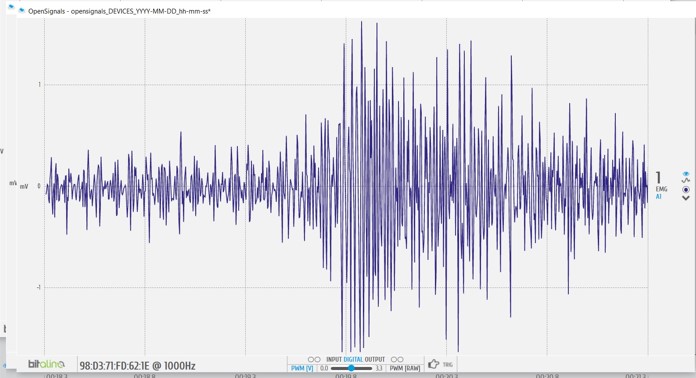 OpenSignals - opensignals_DEVICES_YYYY-MM-DD_hh-mm-ss*
1
0
-1
mV
1
EMG
AI
bitalino
98:D3:71:FD:62:1E @ 1000Hz
INPUT DIGITAL OUTPUT
PWM [V] 0.0 3.3 PWM [RAW]
TRIG